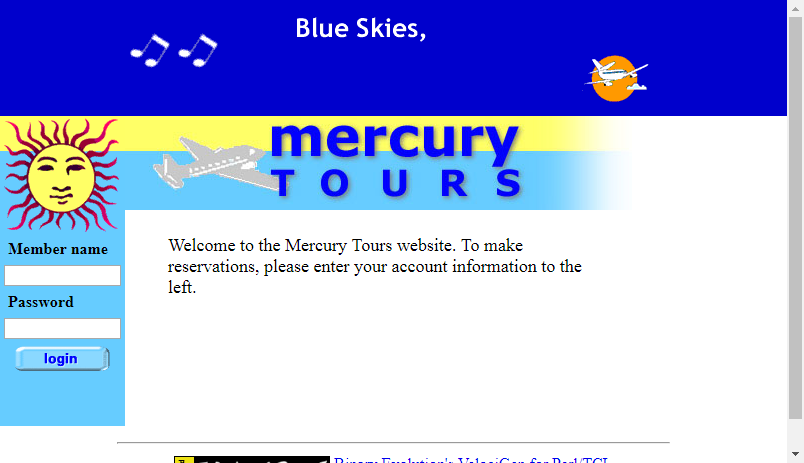 Blue Skies,
mercury
TOURS
Member name
Password
login
Welcome to the Mercury Tours website. To make
reservations, please enter your account information to the
left.